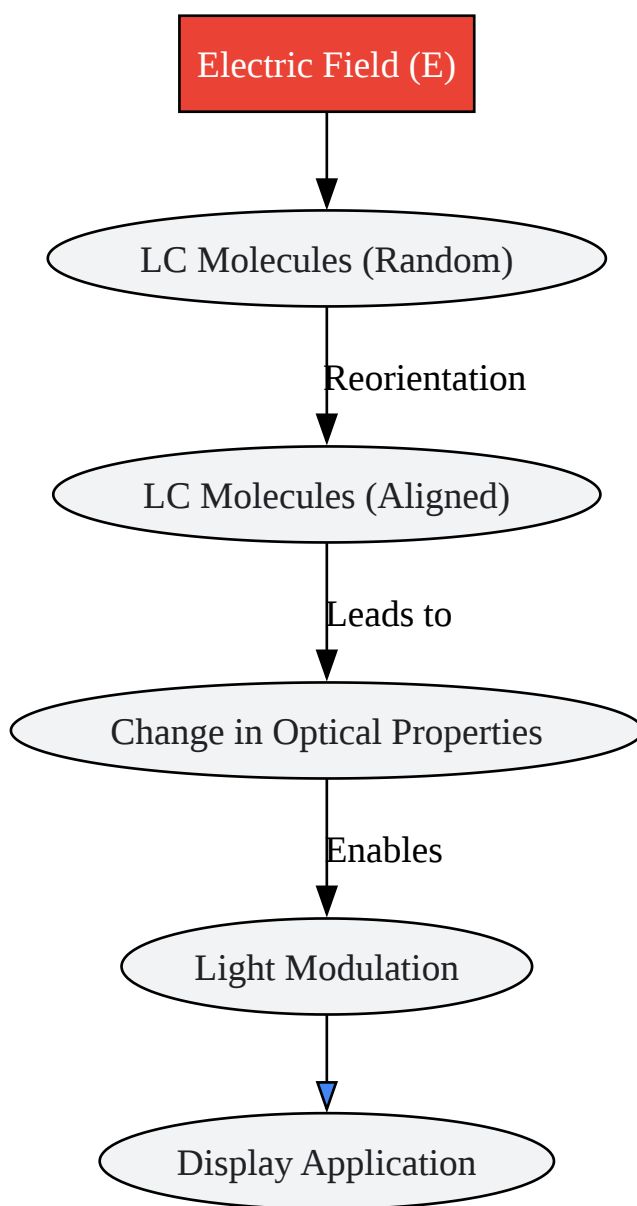 Electric Field (E)
LC Molecules (Random)
Reorientation
LC Molecules (Aligned)
Leads to
Change in Optical Properties
Enables
Light Modulation
Display Application